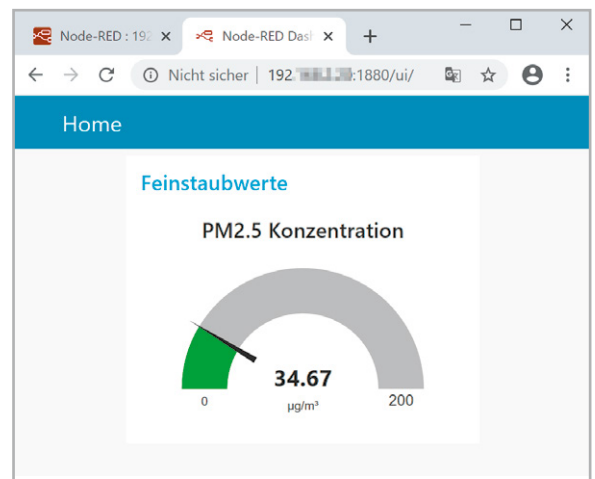 Node-RED : 192
Node-RED Dash
Nicht sicher | 192. :1880/ui/
Home
Feinstaubwerte
PM2.5 Konzentration
34.67
0
µg/m³
200